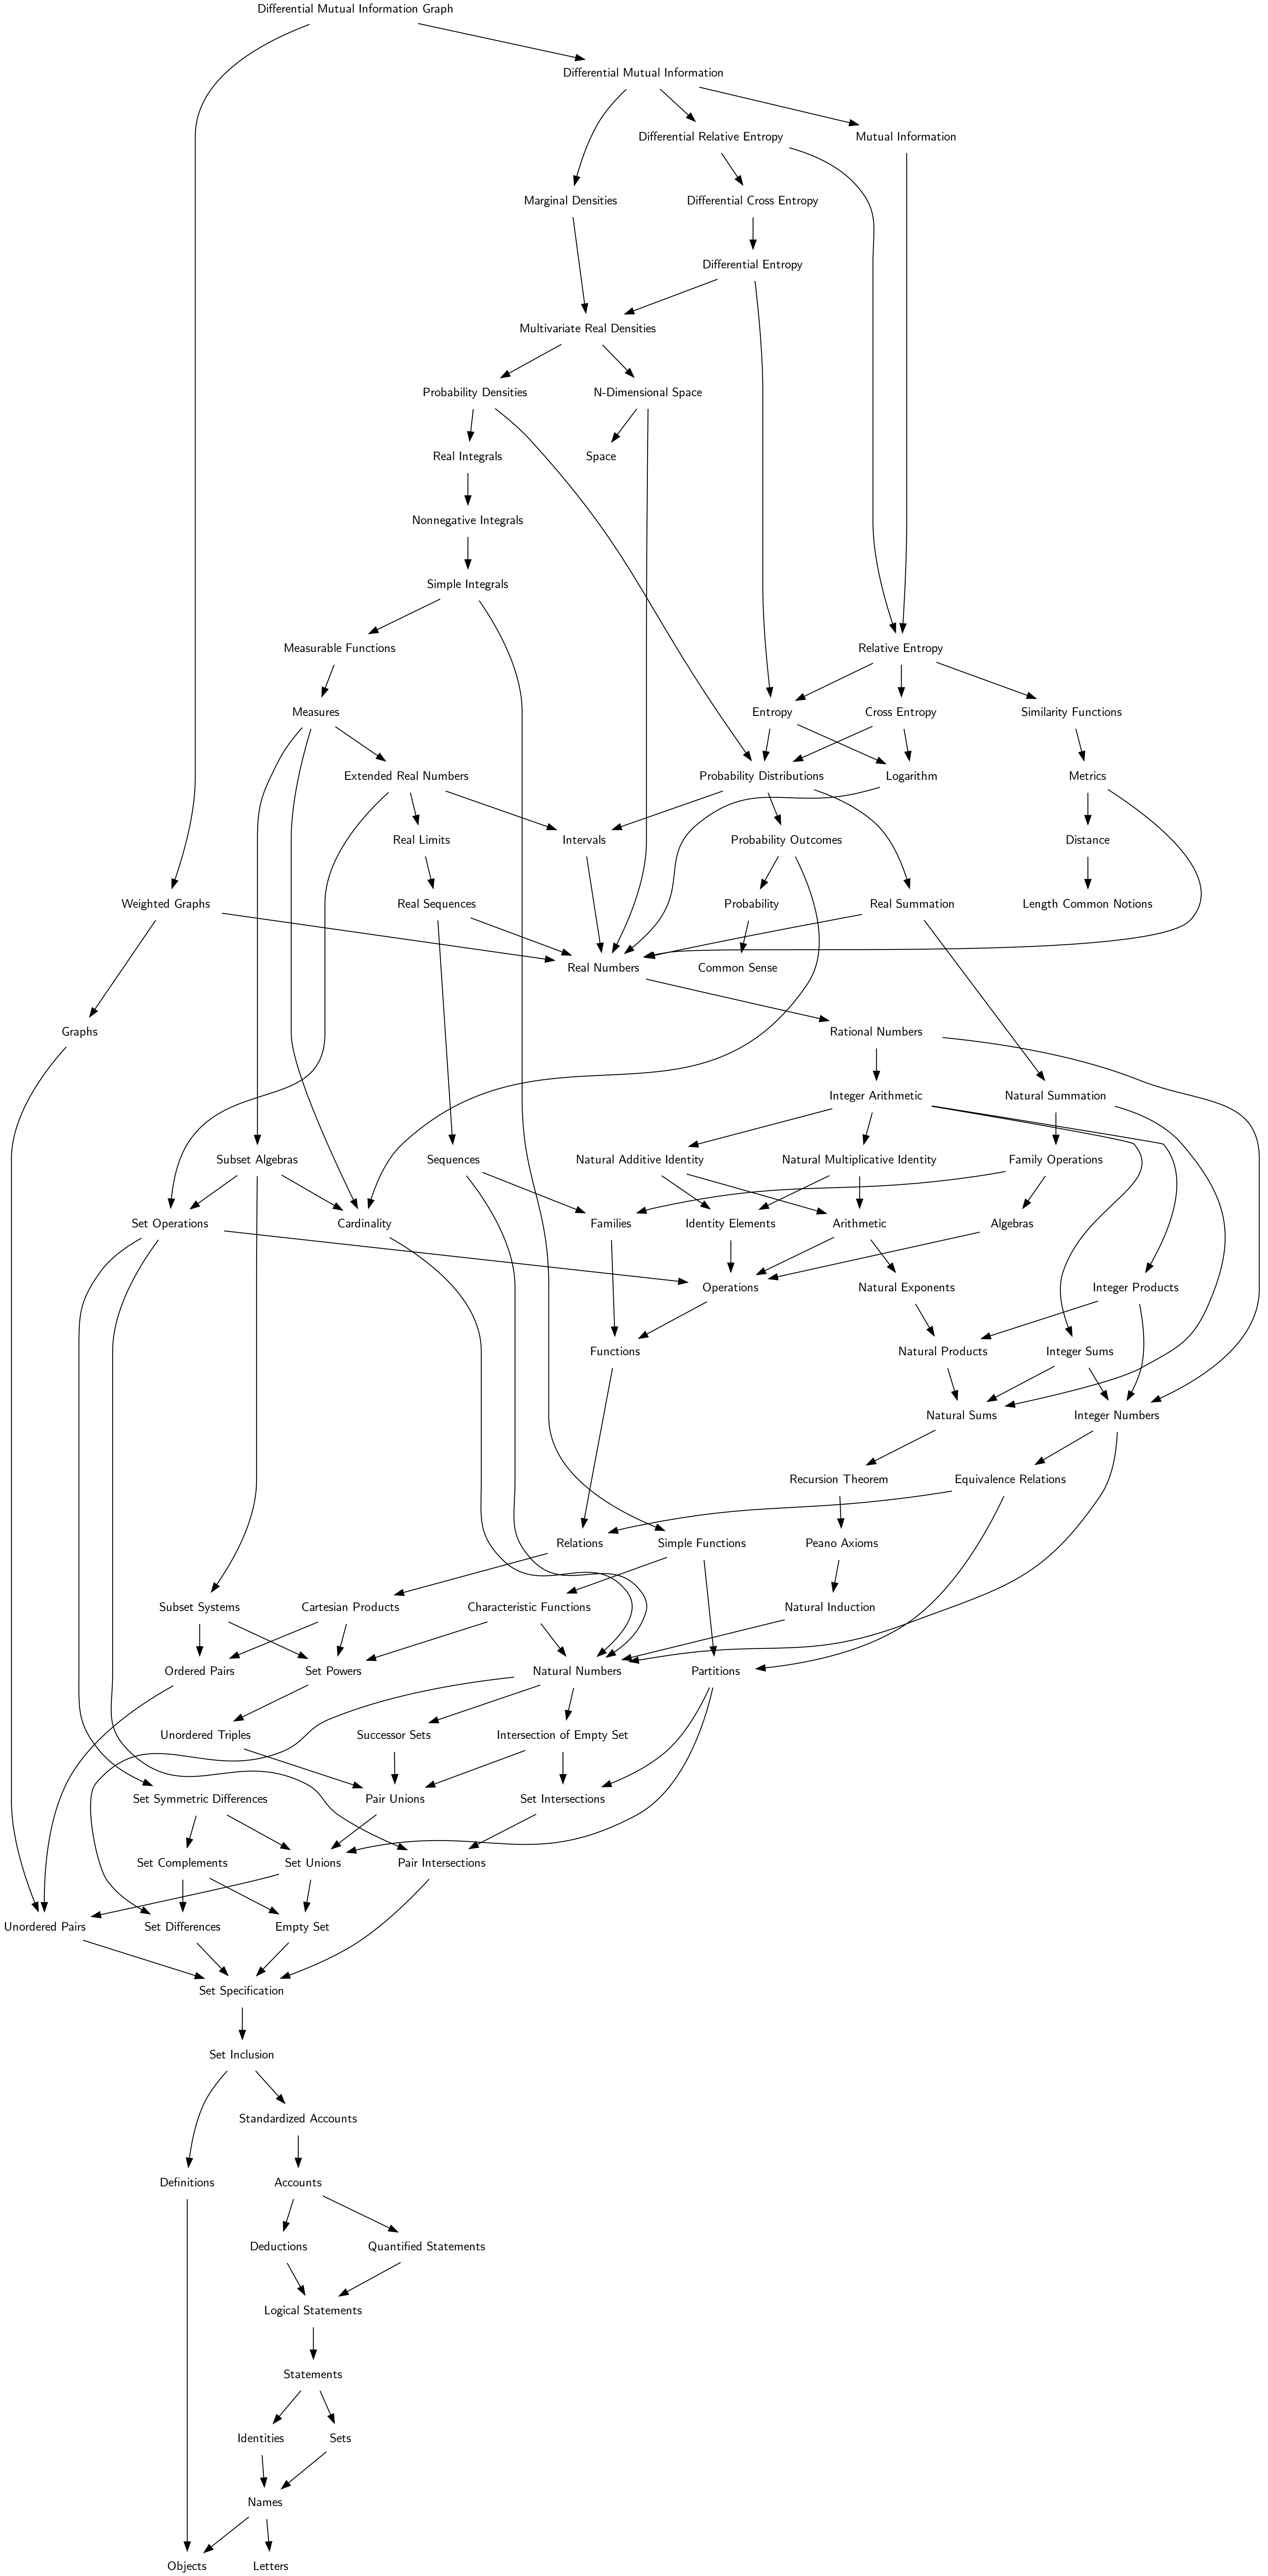 Differential Mutual Information Graph
Differential Mutual Information
Differential Relative Entropy
Mutual Information
Marginal Densities
Differential Cross Entropy
Differential Entropy
Multivariate Real Densities
Probability Densities
N-Dimensional Space
Real Integrals
Space
Nonnegative Integrals
Simple Integrals
Measurable Functions
Relative Entropy
Measures
Entropy
Cross Entropy
Similarity Functions
Extended Real Numbers
Probability Distributions
Logarithm
Metrics
Real Limits
Intervals
Probability Outcomes
Distance
Weighted Graphs
Real Sequences
Probability
Real Summation
Length Common Notions
Real Numbers
Common Sense
Graphs
Rational Numbers
Integer Arithmetic
Natural Summation
Subset Algebras
Sequences
Natural Additive Identity
Natural Multiplicative Identity
Family Operations
Set Operations
Cardinality
Families
Identity Elements
Arithmetic
Algebras
Operations
Natural Exponents
Integer Products
Functions
Natural Products
Integer Sums
Natural Sums
Integer Numbers
Recursion Theorem
Equivalence Relations
Relations
Simple Functions
Peano Axioms
Subset Systems
Cartesian Products
Characteristic Functions
Natural Induction
Ordered Pairs
Set Powers
Natural Numbers
Partitions
Unordered Triples
Successor Sets
Intersection of Empty Set
Set Symmetric Differences
Pair Unions
Set Intersections
Set Complements
Set Unions
Pair Intersections
Unordered Pairs
Set Differences
Empty Set
Set Specification
Set Inclusion
Standardized Accounts
Definitions
Accounts
Deductions
Quantified Statements
Logical Statements
Statements
Identities
Sets
Names
Objects
Letters